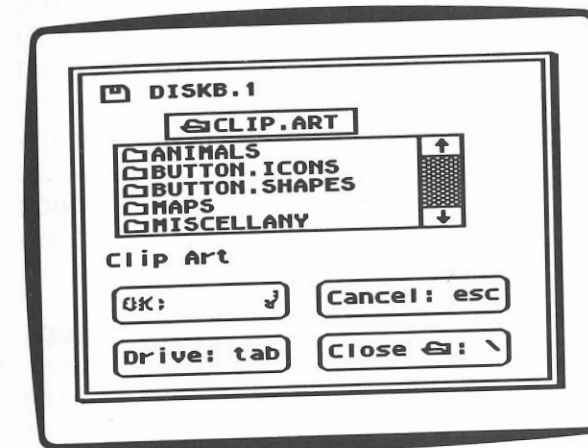 DISKB.1
CLIP.ART
ANIMALS
BUTTON.ICONS
BUTTON.SHAPES
MAPS
MISCELLANY
Clip Art
OK: Cancel: esc
Drive: tab Close : \